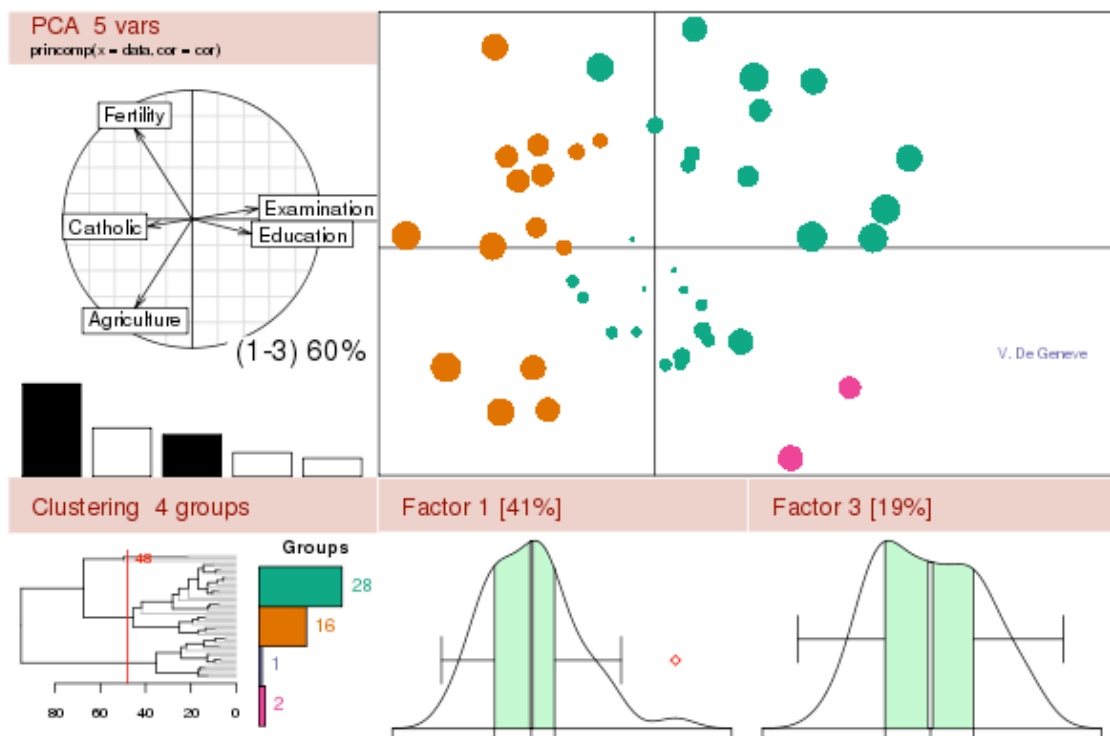 PCA 5 vars
princomp(x = data, cor = cor)
Fertility
Examination
Catholic
Education
Agriculture
(1-3) 60%
V. De Geneve
Clustering 4 groups
Factor 1 [41%]
Factor 3 [19%]
Groups
48
28
16
1
2
80 60 40 20 0